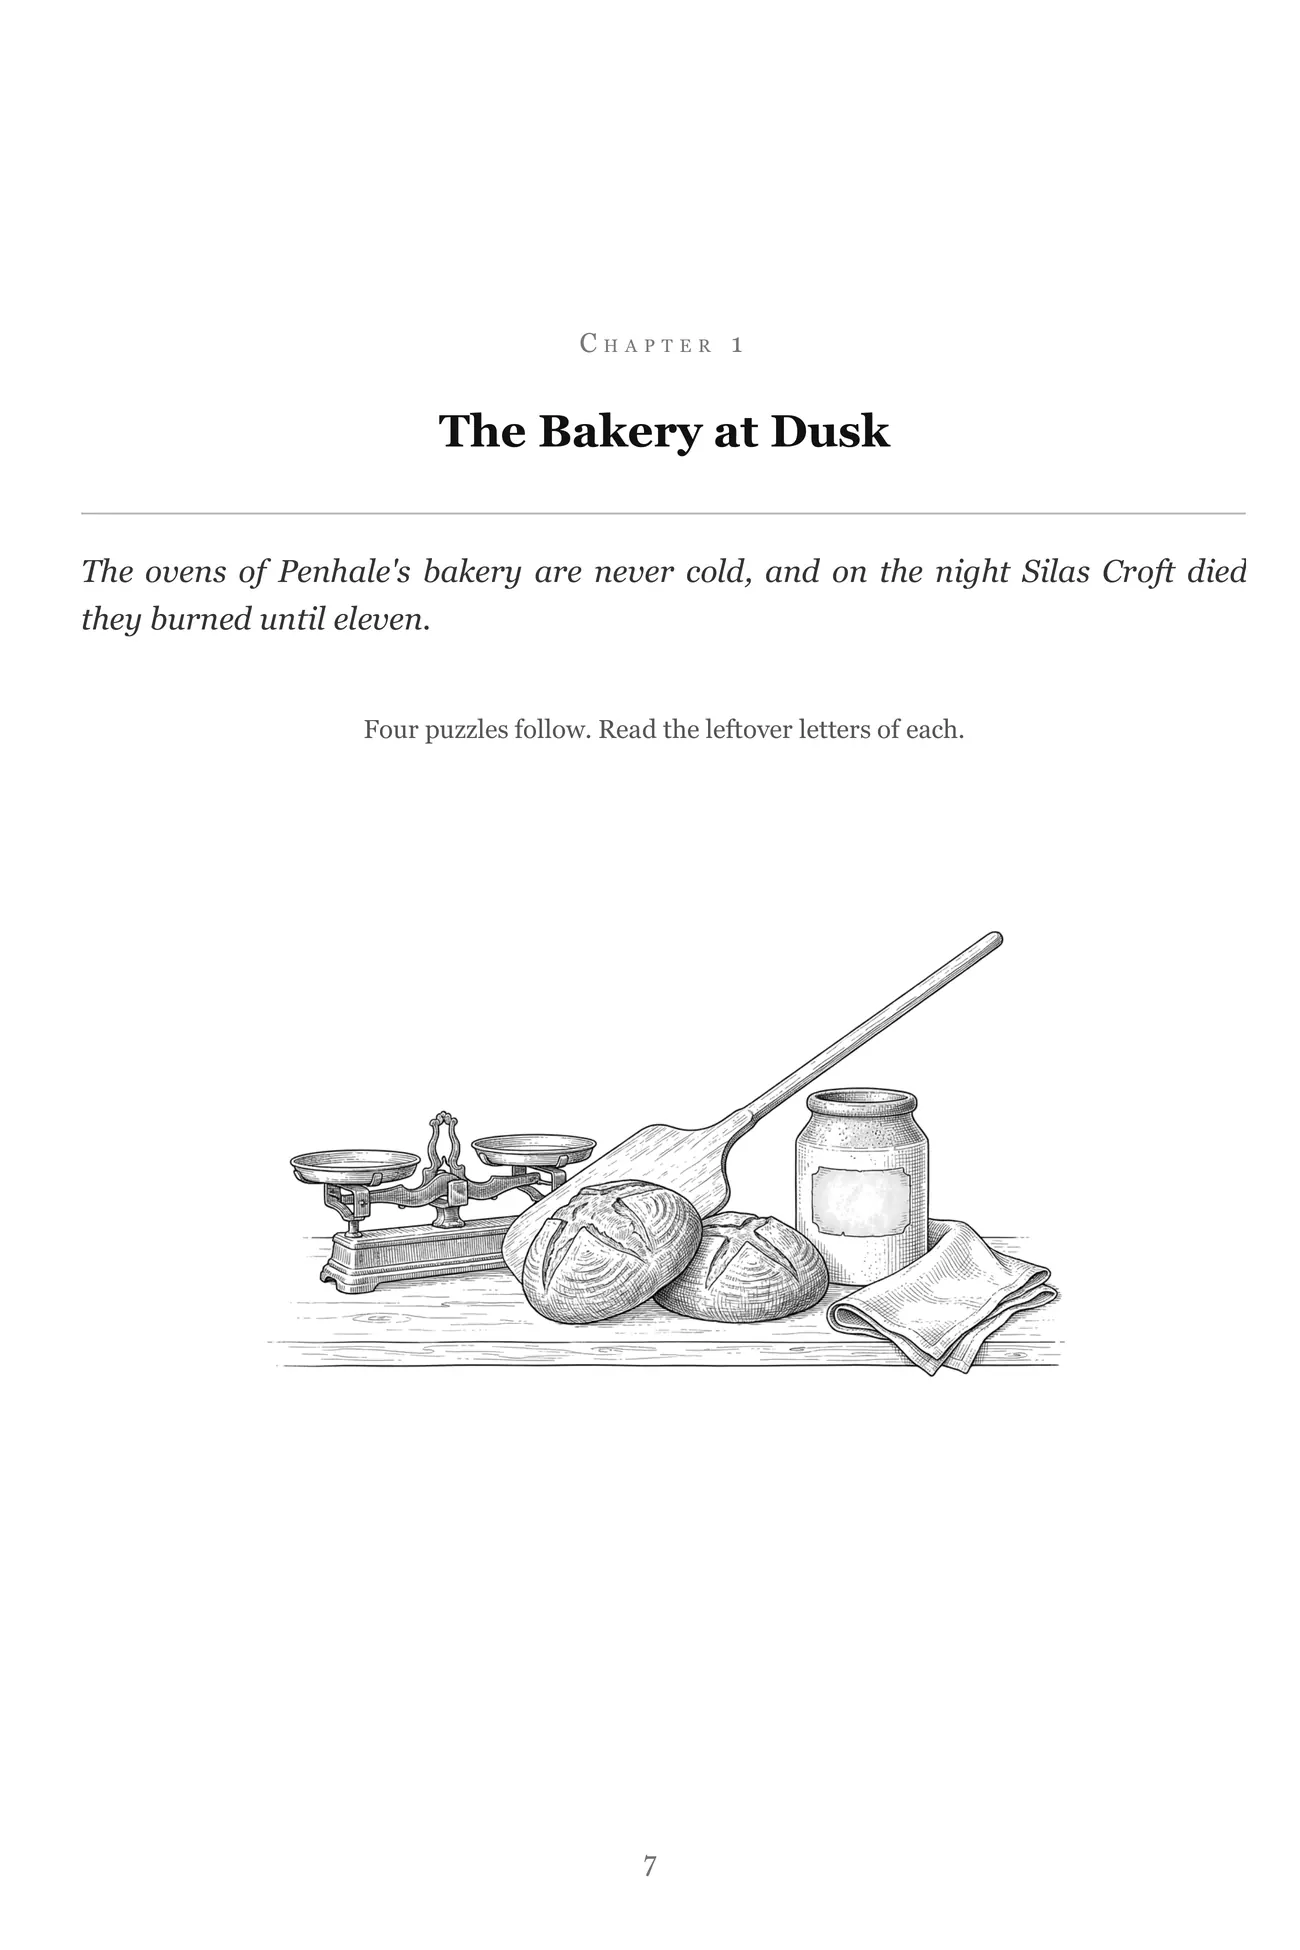 Chapter 1
The Bakery at Dusk
The ovens of Penhale's bakery are never cold, and on the night Silas Croft died
they burned until eleven.
Four puzzles follow. Read the leftover letters of each.
7